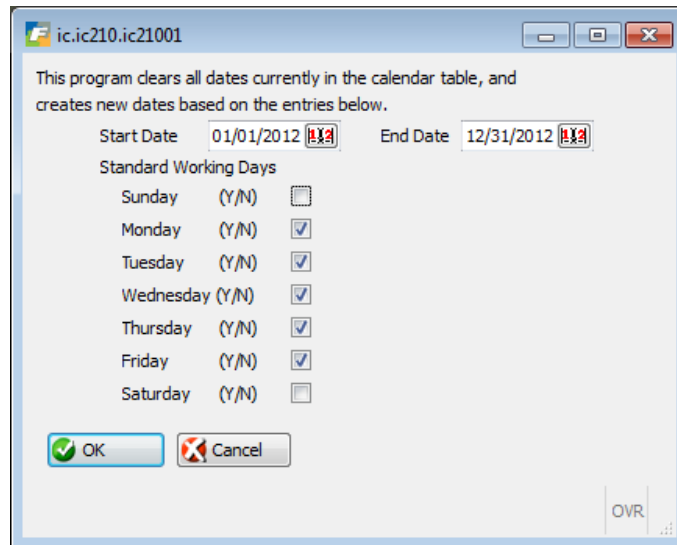 ic.ic210.ic21001
This program clears all dates currently in the calendar table, and
creates new dates based on the entries below.
Start Date 01/01/2012 End Date 12/31/2012
Standard Working Days
Sunday (Y/N)
Monday (Y/N)
Tuesday (Y/N)
Wednesday (Y/N)
Thursday (Y/N)
Friday (Y/N)
Saturday (Y/N)
OK Cancel
OVR